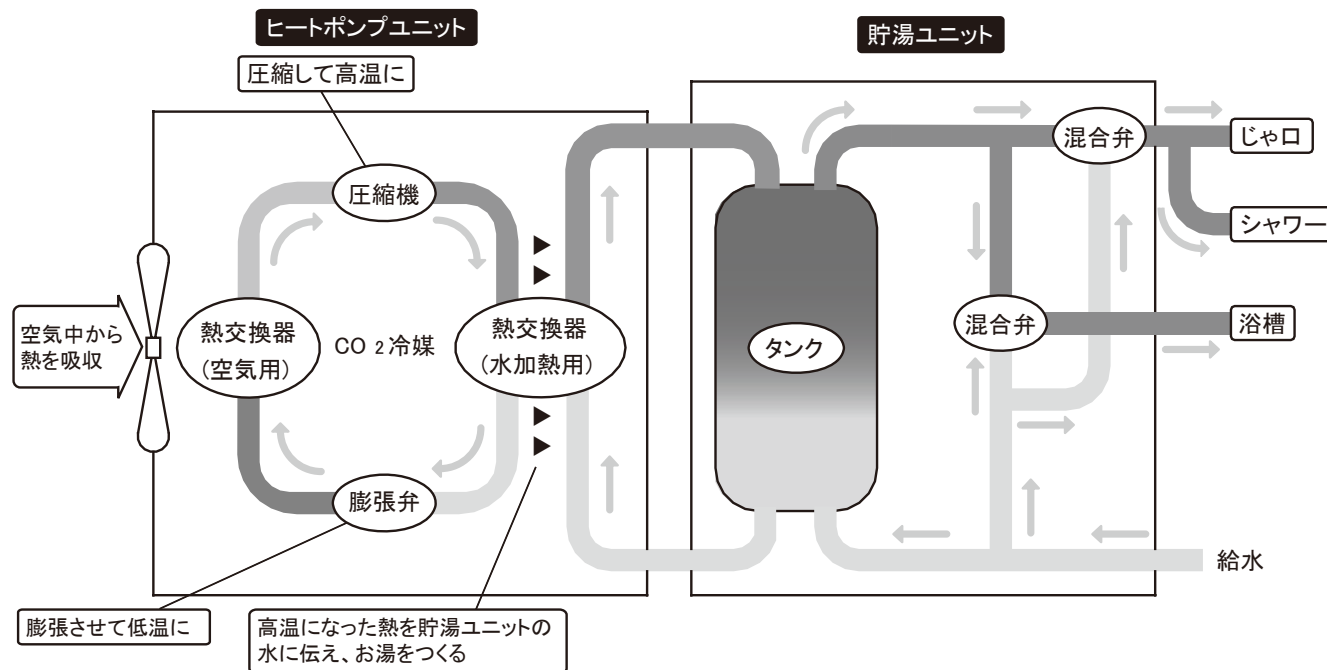 ヒートポンプユニット
貯湯ユニット
圧縮して高温に
圧縮機
混合弁
じゃ口
シャワー
空気中から
熱を吸収
熱交換器
(空気用)
CO 2 冷媒
熱交換器
(水加熱用)
タンク
混合弁
浴槽
膨張弁
給水
膨張させて低温に
高温になった熱を貯湯ユニットの
水に伝え、お湯をつくる